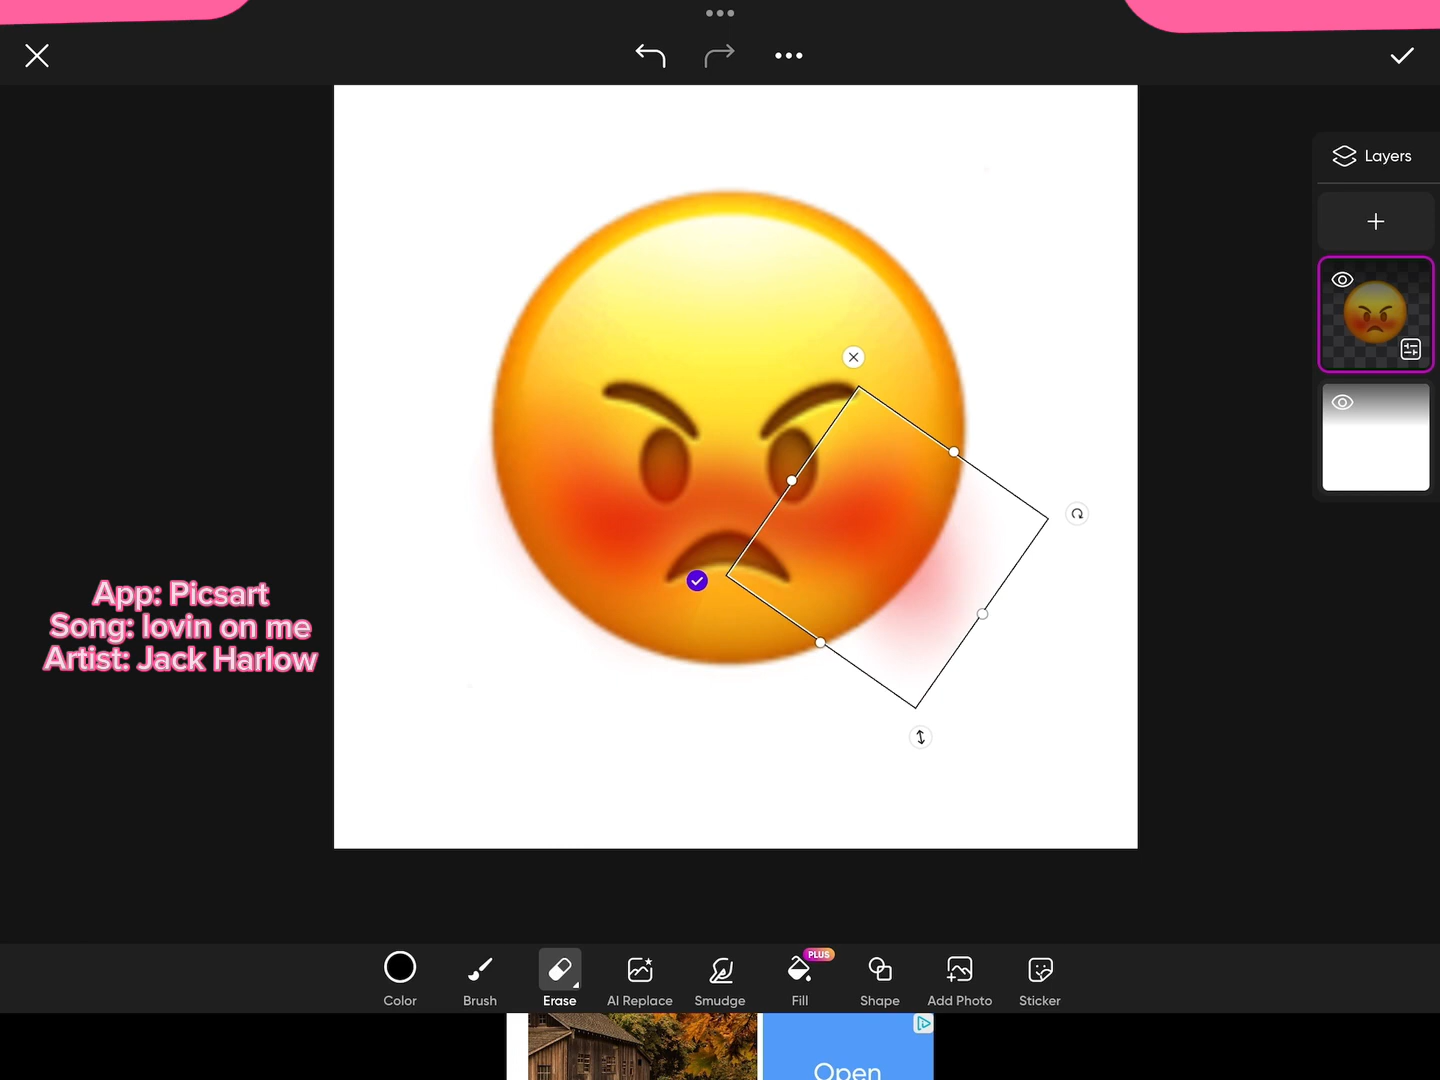 Layers
App: Picsart
Song: lovin on me
Artist: Jack Harlow
PLUS
Color
Brush
Erase
AI Replace
Smudge
Fill
Shape
Add Photo
Sticker
Open